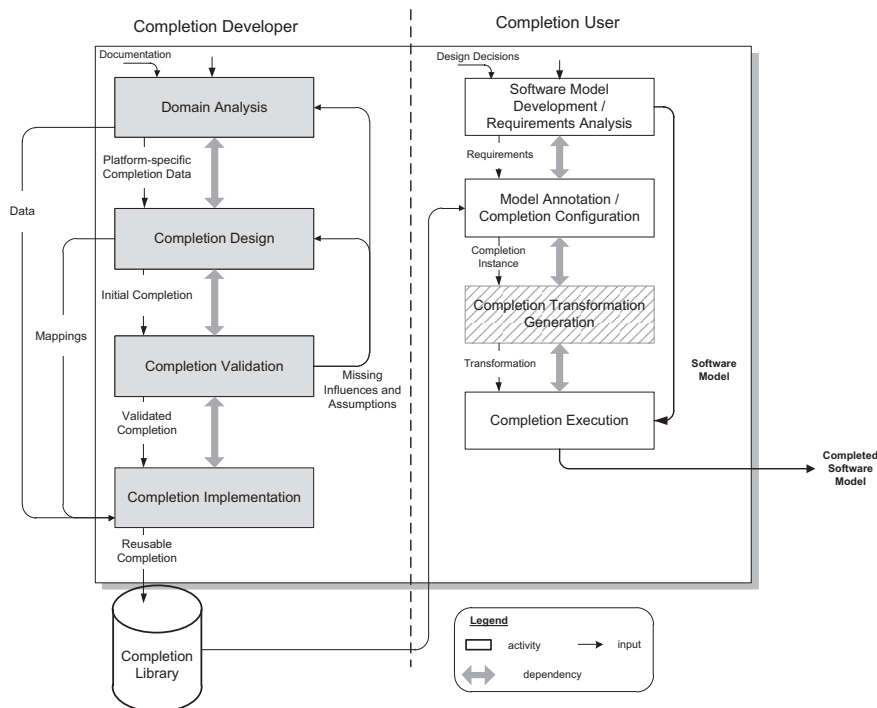 Completion Developer
Completion User
Documentation
Design Decisions
Domain Analysis
Software Model
Development /
Requirements Analysis
Platform-specific
Completion Data
Requirements
Data
Model Annotation /
Completion Configuration
Completion Design
Completion
Instance
Initial Completion
Completion Transformation
Generation
Mappings
Completion Validation
Missing
Influences and
Assumptions
Transformation
Software
Model
Validated
Completion
Completion Execution
Completed
Software
Model
Completion Implementation
Reusable
Completion
Completion
Library
Legend
activity
input
dependency